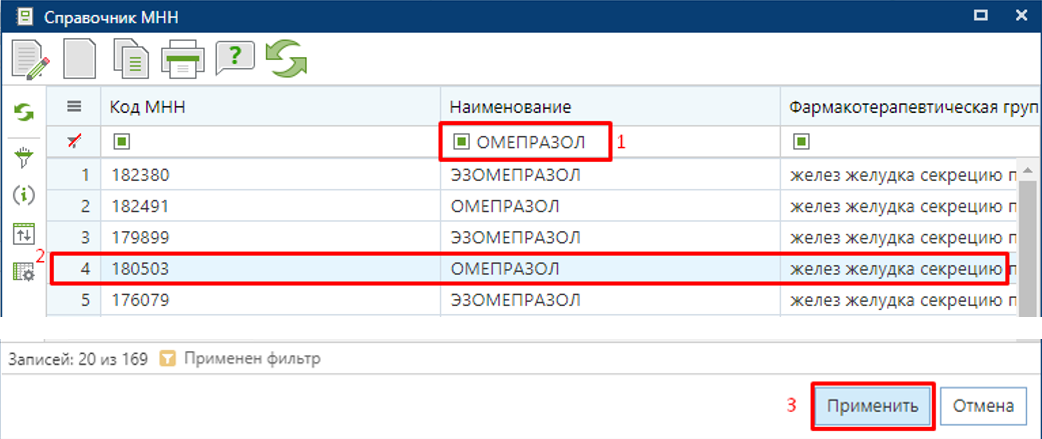 Справочник МНН
?
Код МНН Наименование Фармакотерапевтическая груп
ОМЕПРАЗОЛ 1
1 182380 ЭЗОМЕПРАЗОЛ желез желудка секрецию п
2 182491 ОМЕПРАЗОЛ желез желудка секрецию п
3 179899 ЭЗОМЕПРАЗОЛ желез желудка секрецию п
2
4 180503 ОМЕПРАЗОЛ желез желудка секрецию п
5 176079 ЭЗОМЕПРАЗОЛ желез желудка секрецию п
Записей: 20 из 169 Применен фильтр
3 Применить Отмена